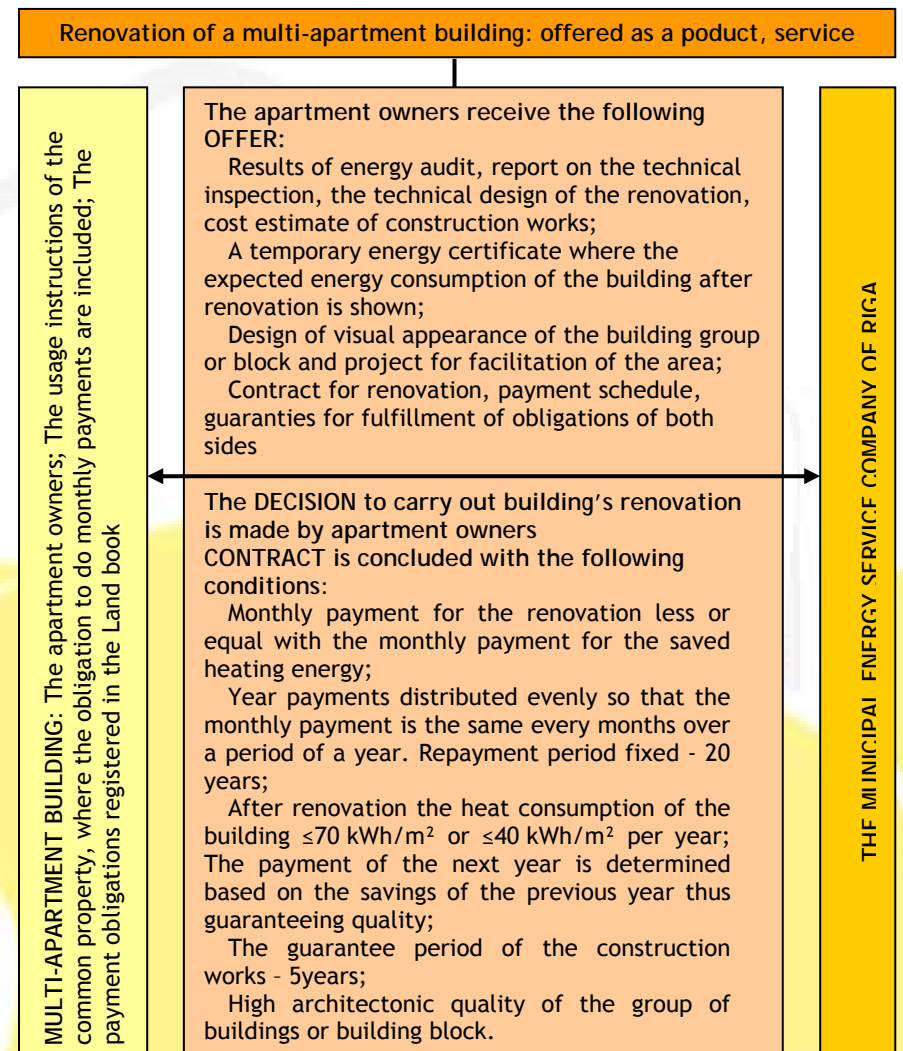 Renovation of a multi-apartment building: offered as a poduct, service
MULTI-APARTMENT BUILDING: The apartment owners; The usage instructions of the
common property, where the obligation to do monthly payments are included; The
payment obligations registered in the Land book
The apartment owners receive the following
OFFER:
Results of energy audit, report on the technical
inspection, the technical design of the renovation,
cost estimate of construction works;
A temporary energy certificate where the
expected energy consumption of the building after
renovation is shown;
Design of visual appearance of the building group
or block and project for facilitation of the area;
Contract for renovation, payment schedule,
guaranties for fulfillment of obligations of both
sides
The DECISION to carry out building's renovation
is made by apartment owners
CONTRACT is concluded with the following
conditions:
Monthly payment for the renovation less or
equal with the monthly payment for the saved
heating energy;
Year payments distributed evenly so that the
monthly payment is the same every months over
a period of a year. Repayment period fixed - 20
years;
After renovation the heat consumption of the
building ≤70 kWh/m² or ≤40 kWh/m² per year;
The payment of the next year is determined
based on the savings of the previous year thus
guaranteeing quality;
The guarantee period of the construction
works – 5years;
High architectonic quality of the group of
buildings or building block.
THE MUNICIPAL ENERGY SERVICE COMPANY OF RIGA